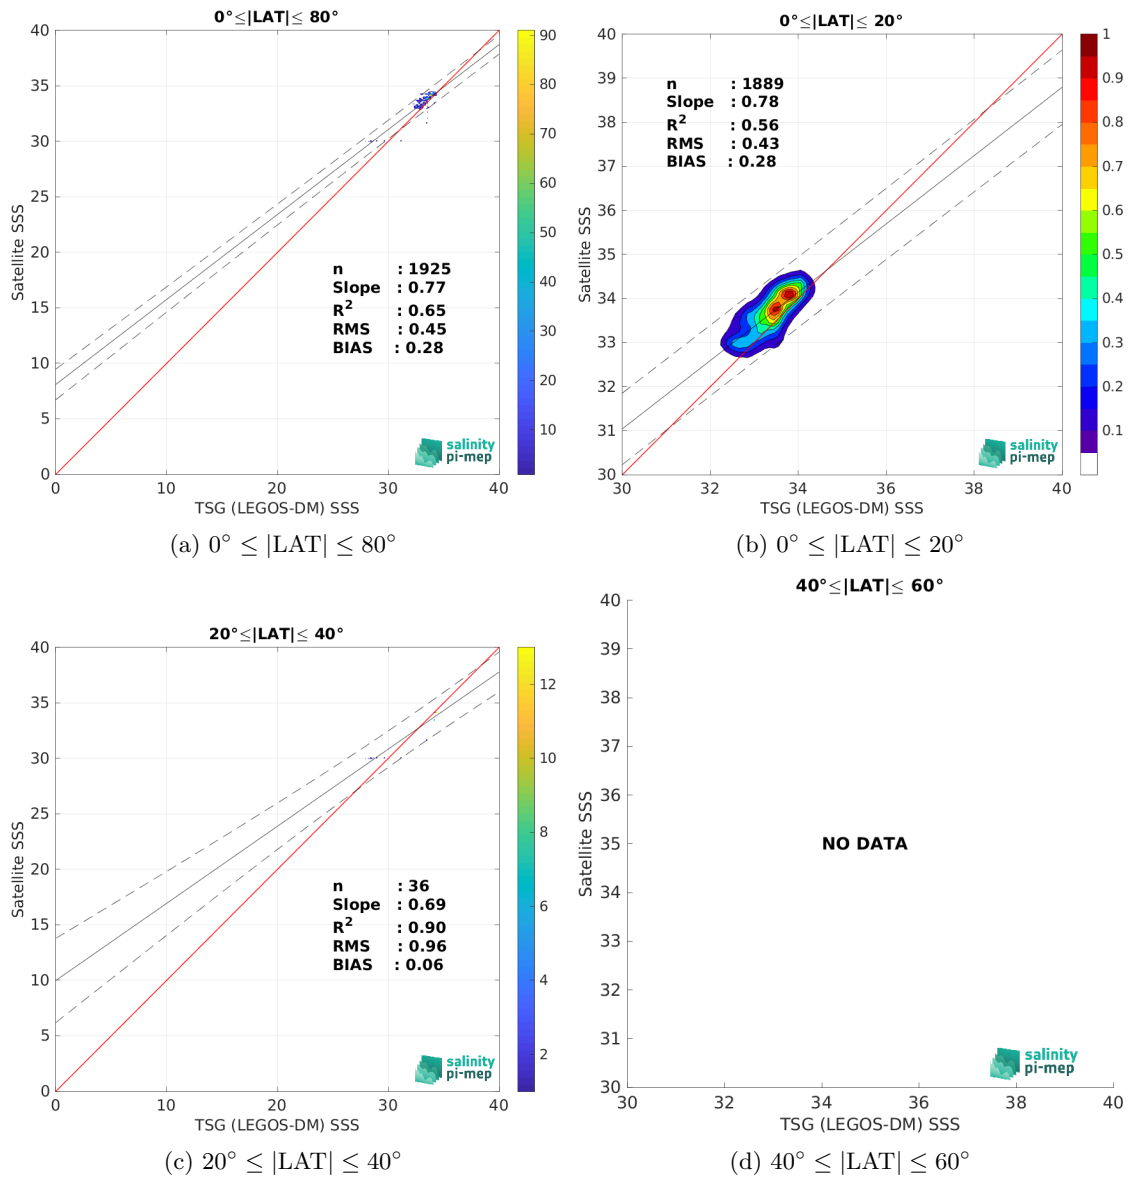 0°≤|LAT|≤ 80°
40
35
30
25
20
15
10
5
0
Satellite SSS
n : 1925
Slope : 0.77
R² : 0.65
RMS : 0.45
BIAS : 0.28
salinity
pi-mep
0 10 20 30 40
TSG (LEGOS-DM) SSS
90
80
70
60
50
40
30
20
10
(a) 0° ≤ |LAT| ≤ 80°
0°≤|LAT|≤ 20°
40
39
38
37
36
35
34
33
32
31
30
Satellite SSS
n : 1889
Slope : 0.78
R² : 0.56
RMS : 0.43
BIAS : 0.28
salinity
pi-mep
30 32 34 36 38 40
TSG (LEGOS-DM) SSS
1
0.9
0.8
0.7
0.6
0.5
0.4
0.3
0.2
0.1
(b) 0° ≤ |LAT| ≤ 20°
20°≤|LAT|≤ 40°
40
35
30
25
20
15
10
5
0
Satellite SSS
n : 36
Slope : 0.69
R² : 0.90
RMS : 0.96
BIAS : 0.06
salinity
pi-mep
0 10 20 30 40
TSG (LEGOS-DM) SSS
12
10
8
6
4
2
(c) 20° ≤ |LAT| ≤ 40°
40°≤|LAT|≤ 60°
40
39
38
37
36
35
34
33
32
31
30
Satellite SSS
NO DATA
salinity
pi-mep
30 32 34 36 38 40
TSG (LEGOS-DM) SSS
(d) 40° ≤ |LAT| ≤ 60°